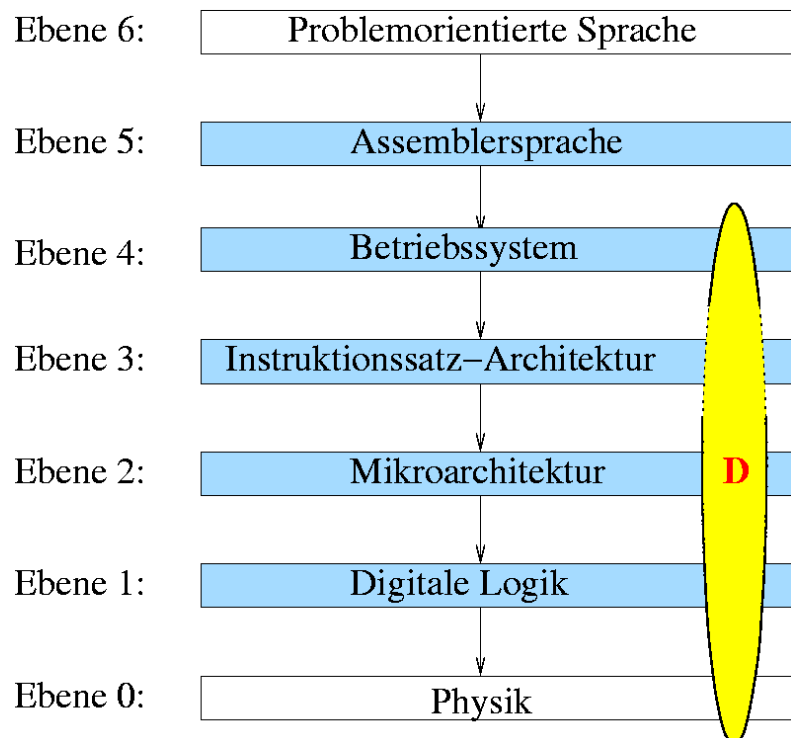 Ebene 6: Problemorientierte Sprache
Ebene 5: Assemblersprache
Ebene 4: Betriebssystem
Ebene 3: Instruktionssatz−Architektur
Ebene 2: Mikroarchitektur D
Ebene 1: Digitale Logik
Ebene 0: Physik